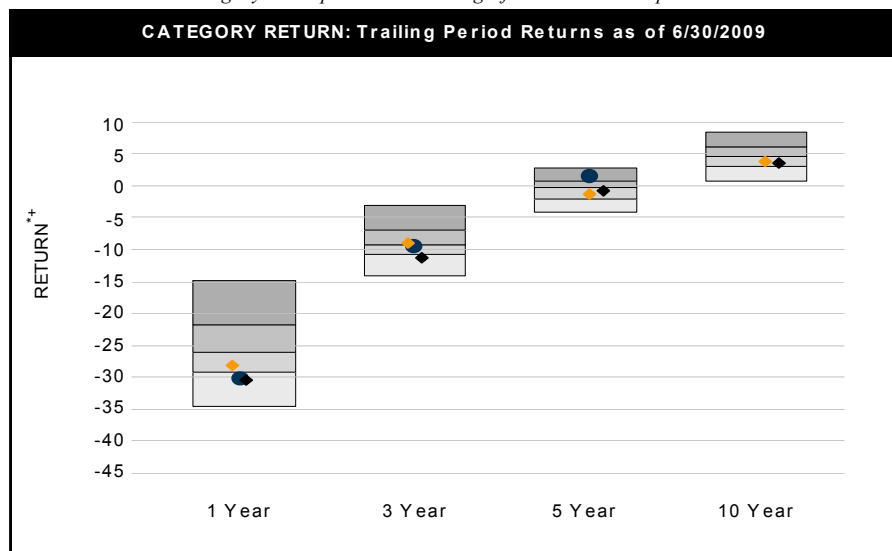 CATEGORY RETURN: Trailing Period Returns as of 6/30/2009
10
5
0
-5
-10
-15
-20
-25
-30
-35
-40
-45
RETURN*+
1 Year
3 Year
5 Year
10 Year